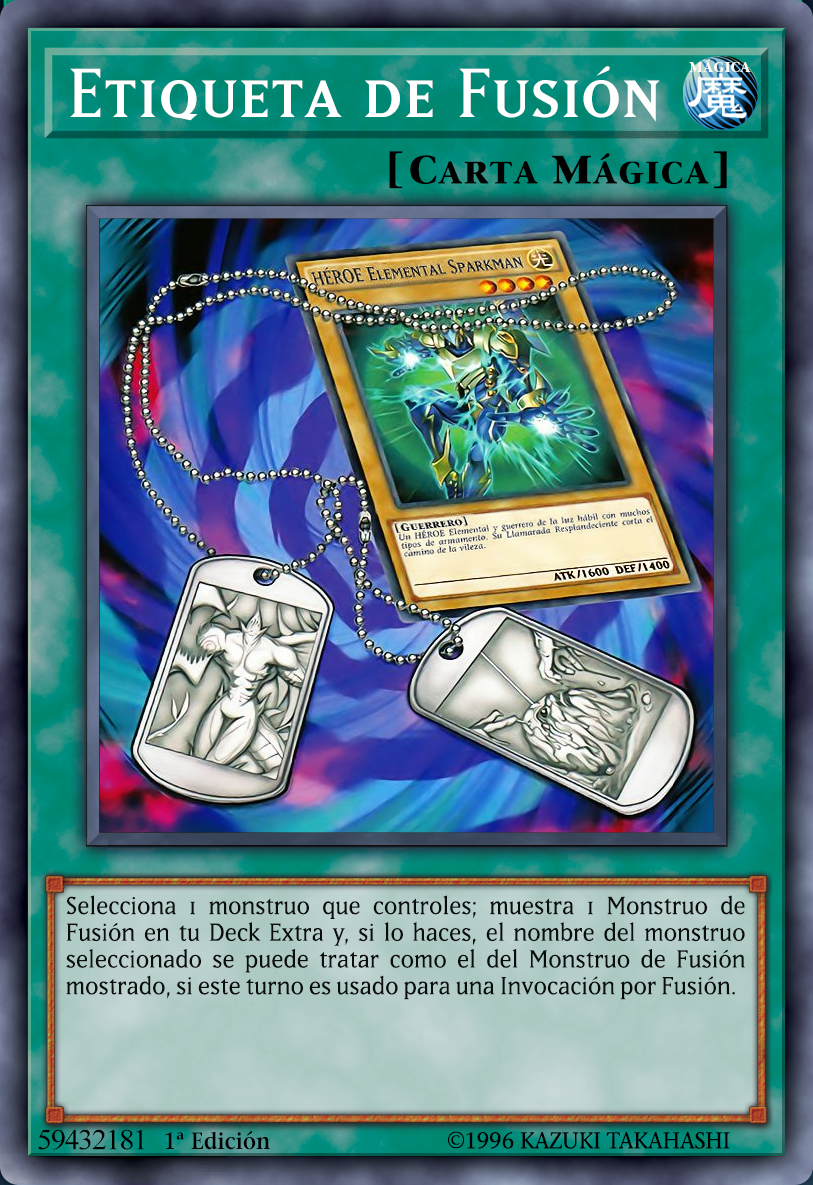 Etiqueta de Fusión
MÁGICA
魔
[Carta Mágica]
HÉROE Elemental Sparkman
光
[Guerrero]
Un HÉROE Elemental y guerrero de la luz hábil con muchos
tipos de armamento. Su Llamarada Resplandeciente corta el
camino de la vileza.
ATK/1600 DEF/1400
Selecciona 1 monstruo que controles; muestra 1 Monstruo de
Fusión en tu Deck Extra y, si lo haces, el nombre del monstruo
seleccionado se puede tratar como el del Monstruo de Fusión
mostrado, si este turno es usado para una Invocación por Fusión.
59432181 1ª Edición ©1996 KAZUKI TAKAHASHI